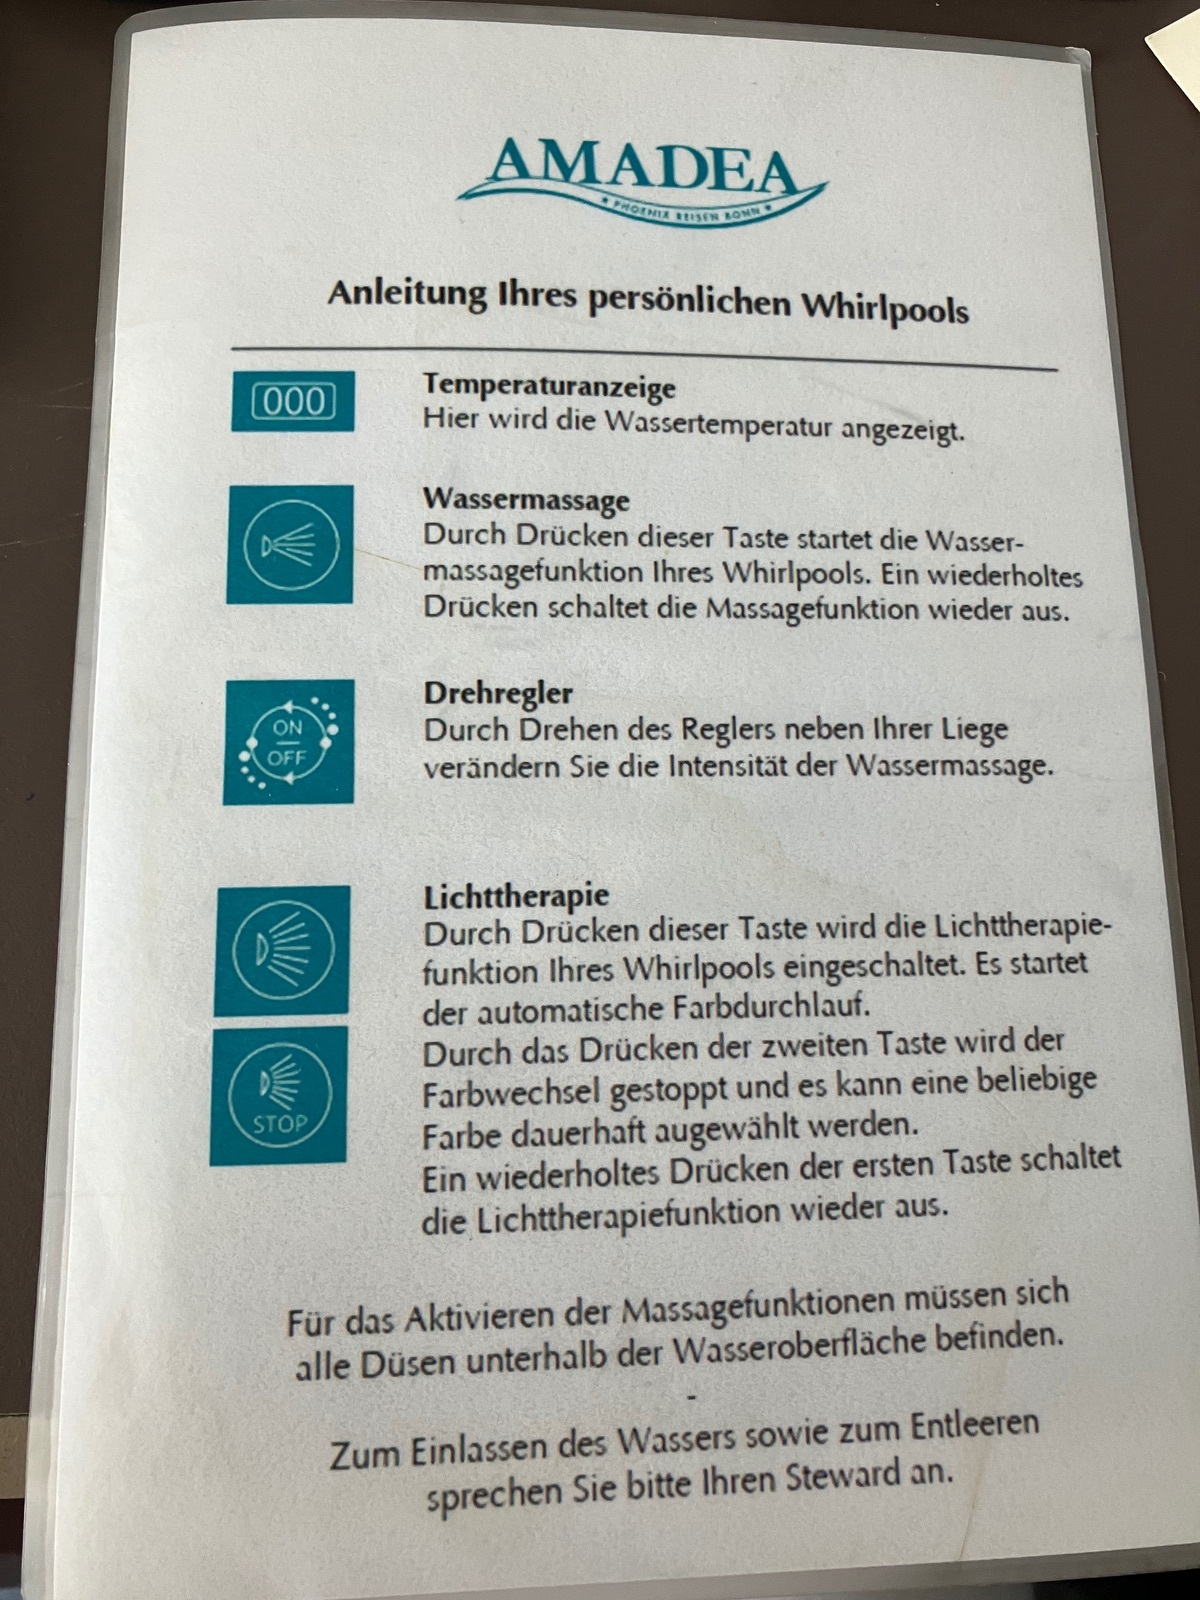 AMADEA
* PHOENIX REISEN BONN *
Anleitung Ihres persönlichen Whirlpools
000
Temperaturanzeige
Hier wird die Wassertemperatur angezeigt.
Wassermassage
Durch Drücken dieser Taste startet die Wasser-
massagefunktion Ihres Whirlpools. Ein wiederholtes
Drücken schaltet die Massagefunktion wieder aus.
ON
OFF
Drehregler
Durch Drehen des Reglers neben Ihrer Liege
verändern Sie die Intensität der Wassermassage.
Lichttherapie
Durch Drücken dieser Taste wird die Lichttherapie-
funktion Ihres Whirlpools eingeschaltet. Es startet
der automatische Farbdurchlauf.
STOP
Durch das Drücken der zweiten Taste wird der
Farbwechsel gestoppt und es kann eine beliebige
Farbe dauerhaft augewählt werden.
Ein wiederholtes Drücken der ersten Taste schaltet
die Lichttherapiefunktion wieder aus.
Für das Aktivieren der Massagefunktionen müssen sich
alle Düsen unterhalb der Wasseroberfläche befinden.
-
Zum Einlassen des Wassers sowie zum Entleeren
sprechen Sie bitte Ihren Steward an.